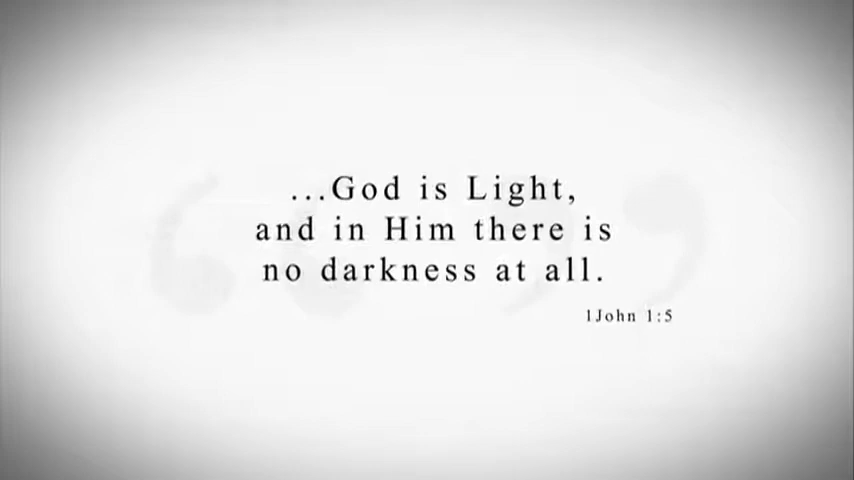 ...God is Light,
and in Him there is
no darkness at all.
1John 1:5